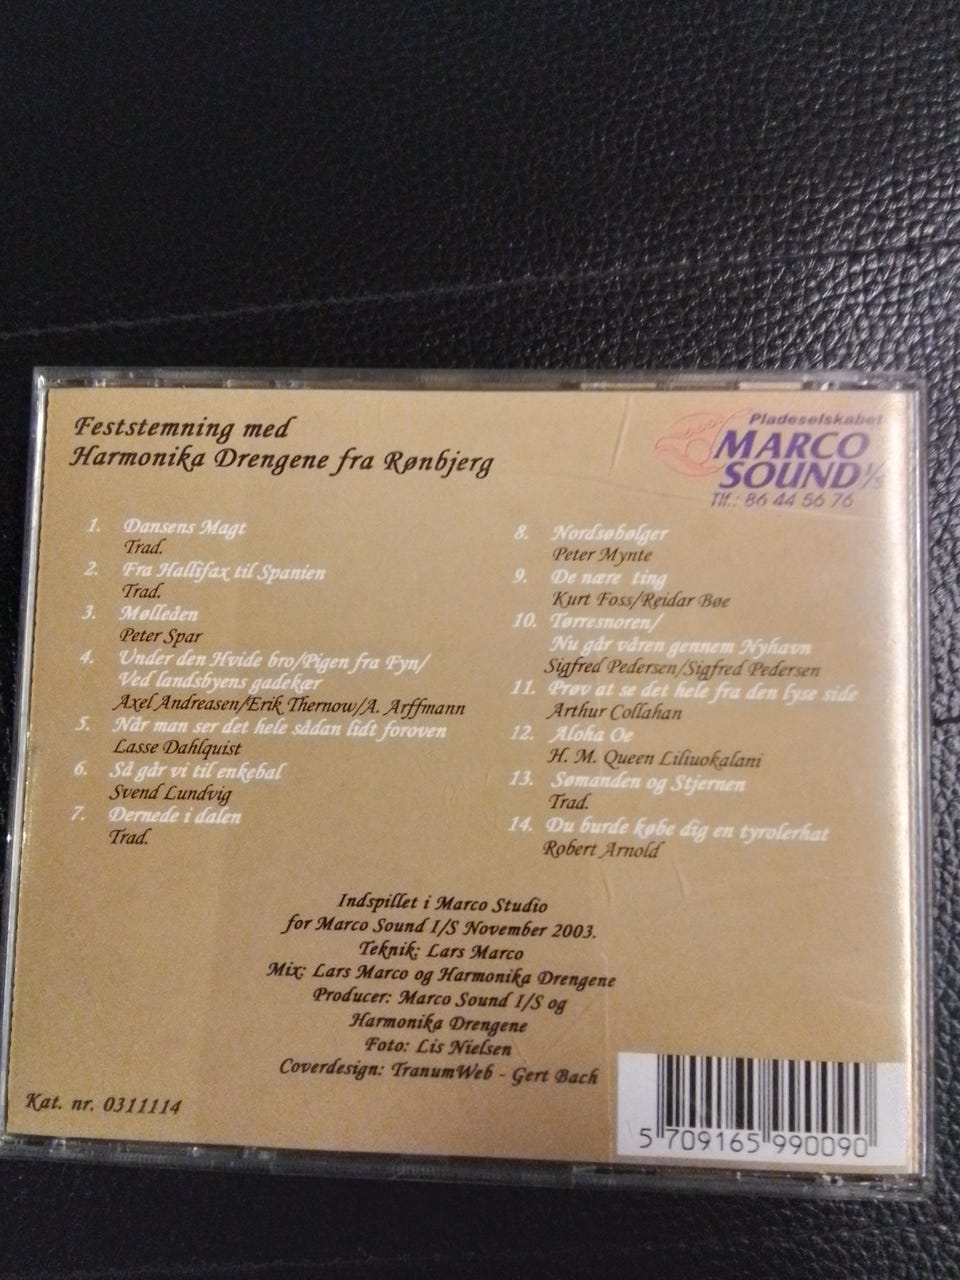 Feststemning med
Harmonika Drengene fra Rønbjerg
Pladeselskabet
MARCO
SOUND I/S
Tlf.: 86 44 56 76
1. Dansens Magt
Trad.
2. Fra Hallifax til Spanien
Trad.
3. Mølleden
Peter Spar
4. Under den Hvide bro/Pigen fra Fyn/
Ved landsbyens gadekær
Axel Andreasen/Erik Thernow/A. Arffmann
5. Når man ser det hele sådan lidt foroven
Lasse Dahlquist
6. Så går vi til enkebal
Svend Lundvig
7. Dernede i dalen
Trad.
8. Nordsøbølger
Peter Mynte
9. De nære ting
Kurt Foss/Reidar Bøe
10. Tørresnoren/
Nu går våren gennem Nyhavn
Sigfred Pedersen/Sigfred Pedersen
11. Prøv at se det hele fra den lyse side
Arthur Collahan
12. Aloha Oe
H. M. Queen Liliuokalani
13. Sømanden og Stjernen
Trad.
14. Du burde købe dig en tyrolerhat
Robert Arnold
Indspillet i Marco Studio
for Marco Sound I/S November 2003.
Teknik: Lars Marco
Mix: Lars Marco og Harmonika Drengene
Producer: Marco Sound I/S og
Harmonika Drengene
Foto: Lis Nielsen
Coverdesign: TranumWeb - Gert Bach
Kat. nr. 0311114
5 709165 990090